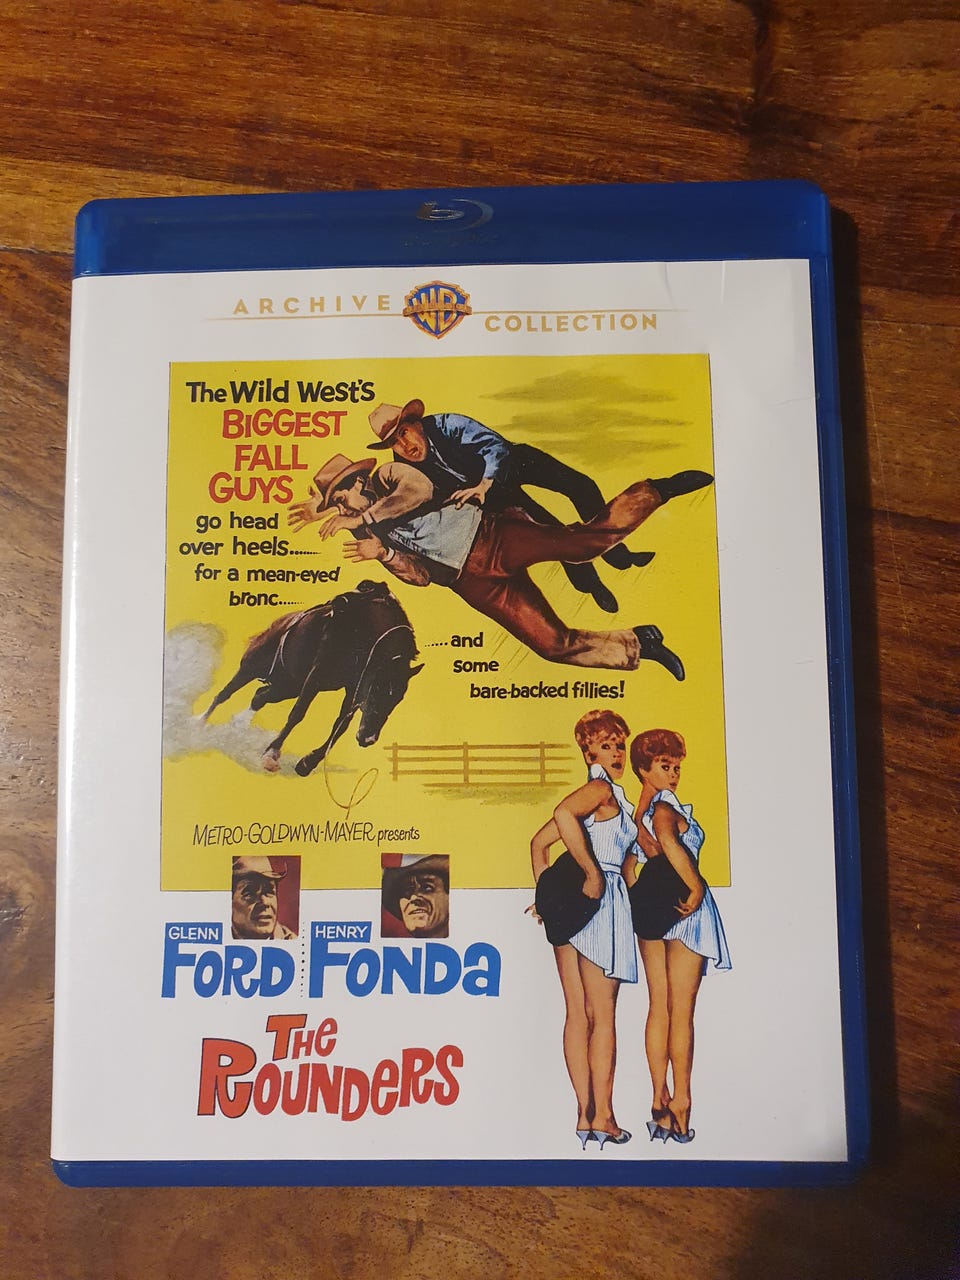 ARCHIVE WB COLLECTION
The Wild West's
BIGGEST
FALL
GUYS
go head
over heels.......
for a mean-eyed
bronc......
.....and
some
bare-backed fillies!
METRO-GOLDWYN-MAYER presents
GLENN
FORD
HENRY
FONDA
THE
ROUNDERS